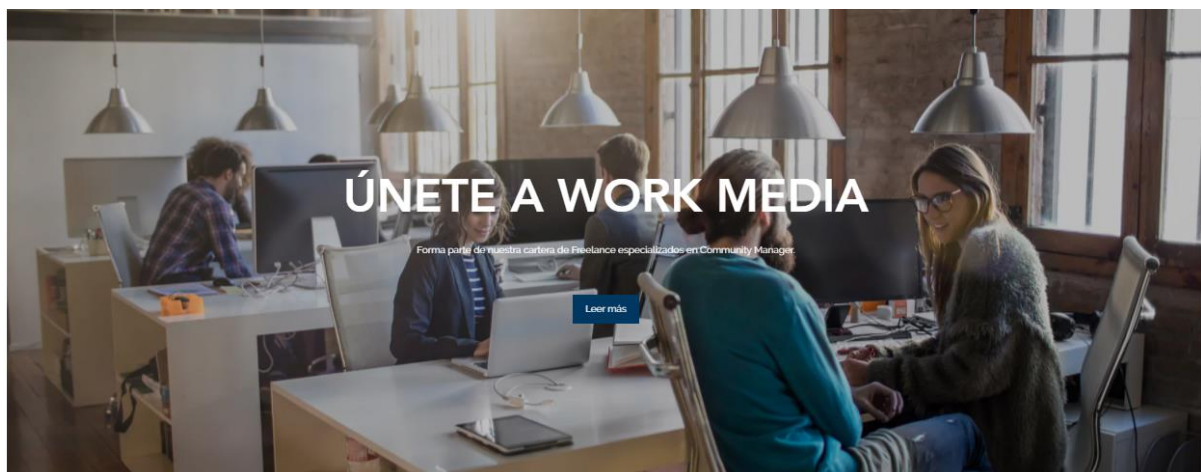 ÚNETE A WORK MEDIA
Forma parte de nuestra cartera de Freelance especializados en Community Manager.
Leer más